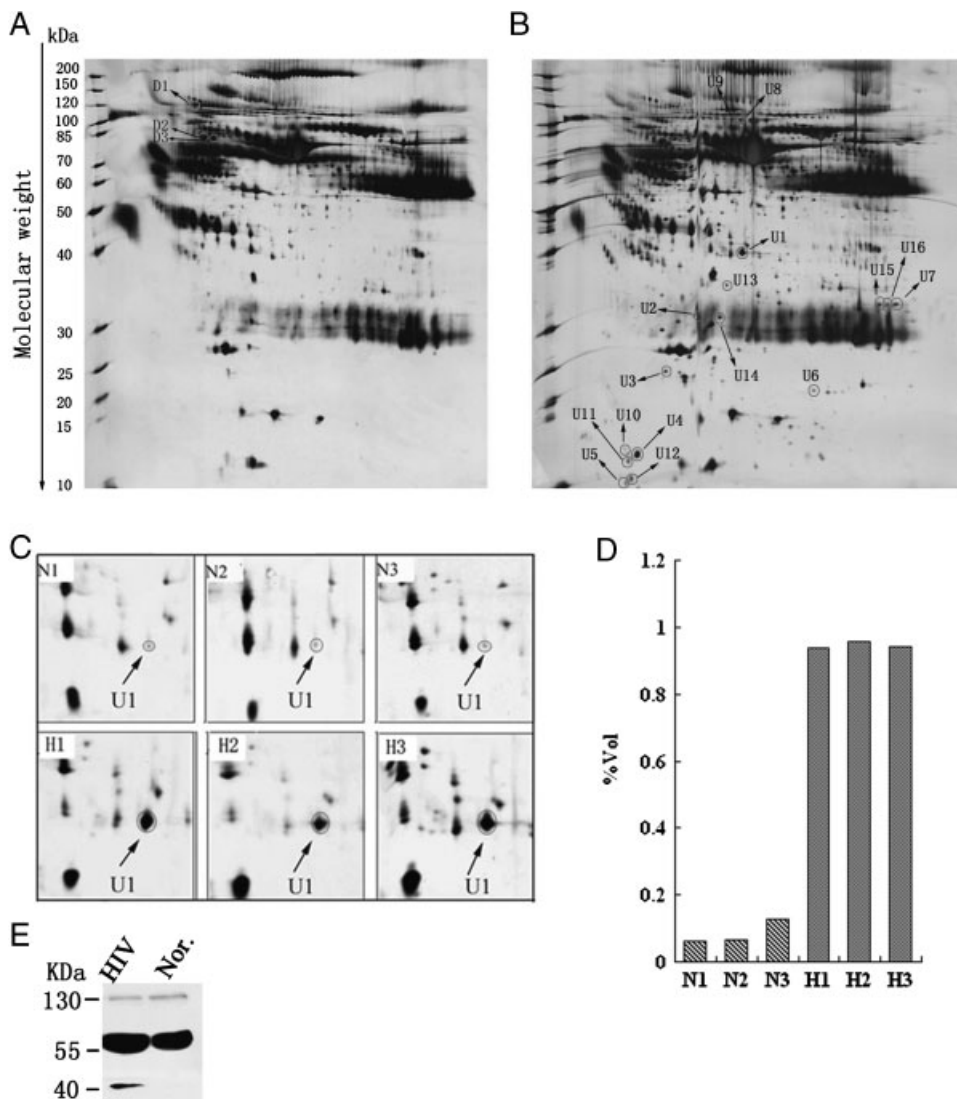 A
kDa
200
150
120
100
85
70
60
50
40
30
25
20
15
10
Molecular weight
D1
D2
D3
B
U9
U8
U1
U16
U15
U13
U7
U2
U14
U3
U6
U11
U10
U4
U5
U12
C
N1
U1
N2
U1
N3
U1
H1
U1
H2
U1
H3
U1
D
1.2
1
0.8
0.6
0.4
0.2
0
%Vol
N1 N2 N3 H1 H2 H3
E
KDa
HIV
Nor.
130
55
40